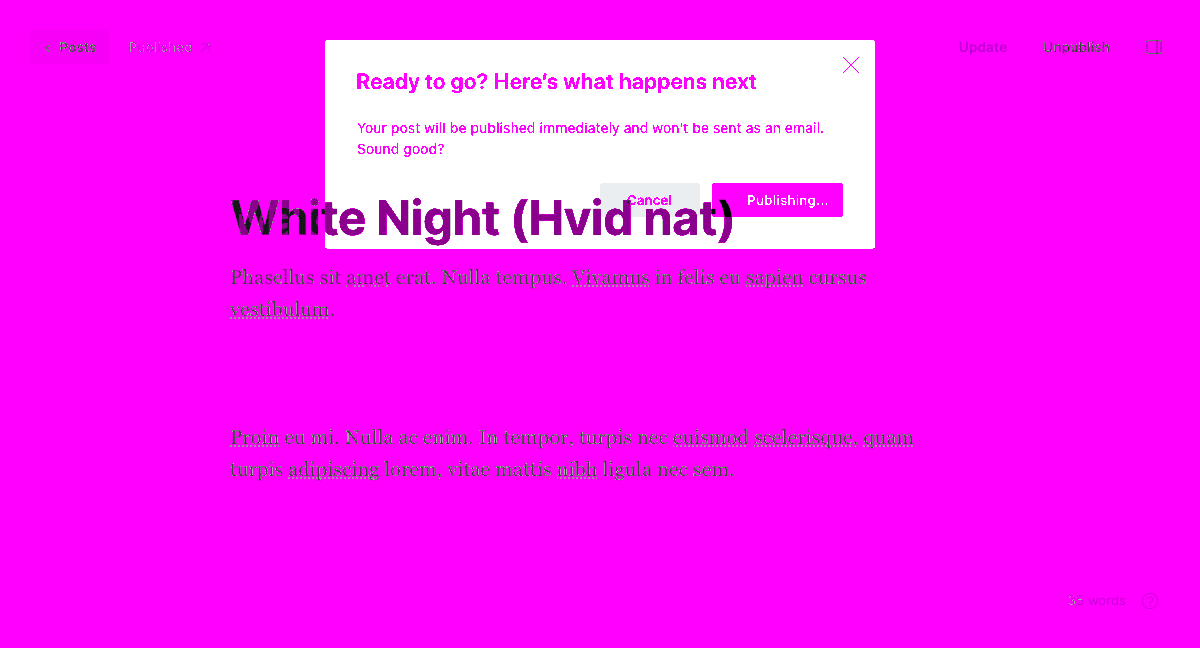 Posts
Published
Update
Unpublish
Ready to go? Here's what happens next
Your post will be published immediately and won't be sent as an email.
Sound good?
Cancel
Publishing...
White Night (Hvid nat)
Phasellus sit amet erat. Nulla tempus. Vivamus in felis eu sapien cursus
vestibulum.
Proin eu mi. Nulla ac enim. In tempor, turpis nec euismod scelerisque, quam
turpis adipiscing lorem, vitae mattis nibh ligula nec sem.
words